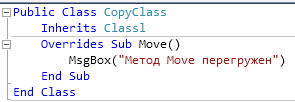 Public Class CopyClass
    Inherits Class1
    Overrides Sub Move()
        MsgBox("Метод Move перегружен")
    End Sub
End Class